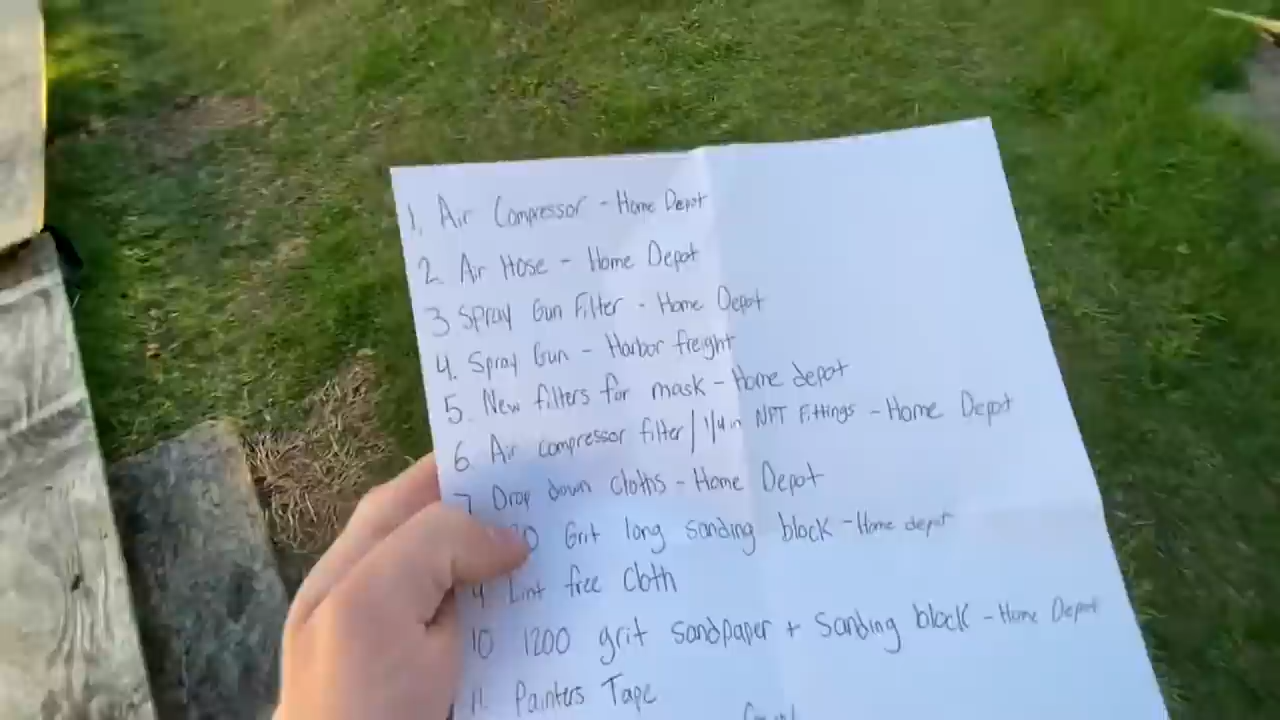 1. Air Compressor - Home Depot
2. Air Hose - Home Depot
3 Spray Gun Filter - Home Depot
4. Spray Gun - Harbor freight
5. New filters for mask - Home depot
6. Air compressor filter / 1/4 in NPT Fittings - Home Depot
7 Drop down cloths - Home Depot
Grit long sanding block - Home depot
Lint free Cloth
10 1200 grit sandpaper + Sanding block - Home Depot
11. Painters Tape